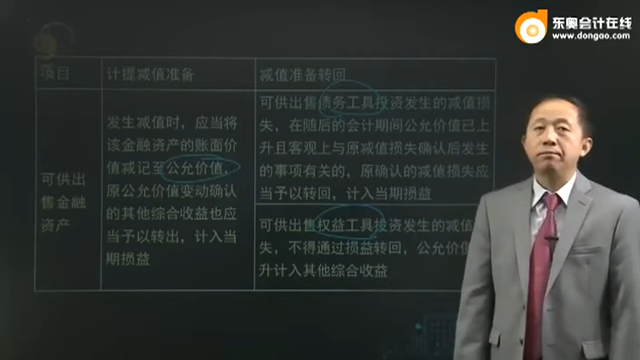 东奥会计在线
www.dongao.com
项目
计提减值准备
减值准备转回
可供出
售金融
资产
发生减值时，应当将
该金融资产的账面价
值减记至公允价值，
原公允价值变动确认
的其他综合收益也应
当予以转出，计入当
期损益
可供出售债务工具投资发生的减值损
失，在随后的会计期间公允价值已上
升且客观上与原减值损失确认后发生
的事项有关的，原确认的减值损失应
当予以转回，计入当期损益
可供出售权益工具投资发生的减值
失，不得通过损益转回，公允价值
升计入其他综合收益